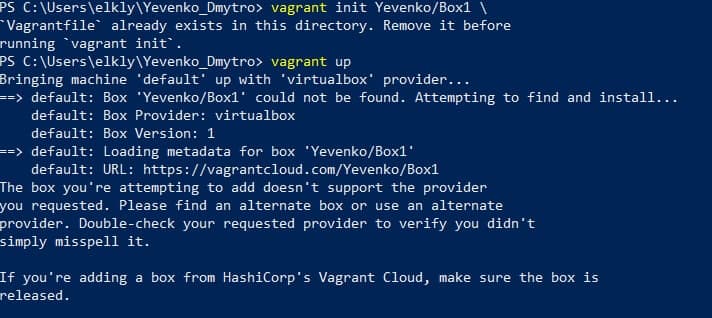 PS C:\Users\elkly\Yevenko_Dmytro> vagrant init Yevenko/Box1 \
`Vagrantfile` already exists in this directory. Remove it before
running `vagrant init`.
PS C:\Users\elkly\Yevenko_Dmytro> vagrant up
Bringing machine 'default' up with 'virtualbox' provider...
==> default: Box 'Yevenko/Box1' could not be found. Attempting to find and install...
    default: Box Provider: virtualbox
    default: Box Version: 1
==> default: Loading metadata for box 'Yevenko/Box1'
    default: URL: https://vagrantcloud.com/Yevenko/Box1
The box you're attempting to add doesn't support the provider
you requested. Please find an alternate box or use an alternate
provider. Double-check your requested provider to verify you didn't
simply misspell it.

If you're adding a box from HashiCorp's Vagrant Cloud, make sure the box is
released.